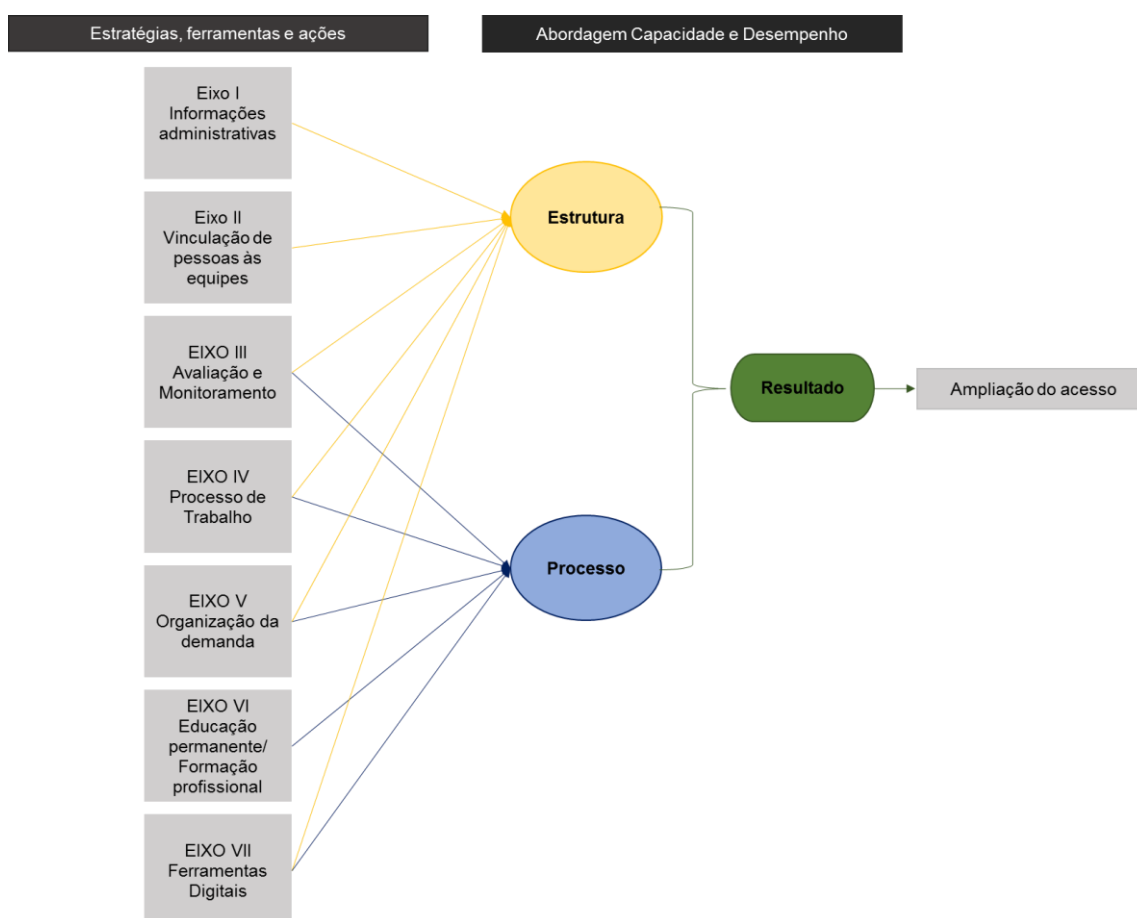 Estratégias, ferramentas e ações
Abordagem Capacidade e Desempenho
Eixo I
Informações
administrativas
Eixo II
Vinculação de
pessoas às
equipes
EIXO III
Avaliação e
Monitoramento
EIXO IV
Processo de
Trabalho
EIXO V
Organização da
demanda
EIXO VI
Educação
permanente/
Formação
profissional
EIXO VII
Ferramentas
Digitais
Estrutura
Processo
Resultado
Ampliação do acesso